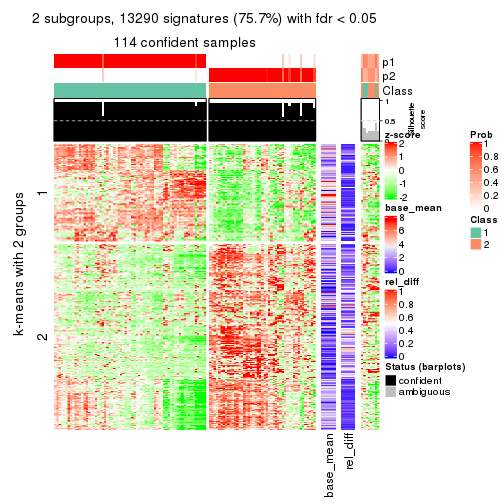 2 subgroups, 13290 signatures (75.7%) with fdr < 0.05
114 confident samples
p1
p2
Class
1
0.5
0
Silhouette
score
k-means with 2 groups
1
2
base_mean
rel_diff
z-score
2
1
0
-1
-2
base_mean
8
6
4
2
0
rel_diff
1
0.8
0.6
0.4
0.2
0
Status (barplots)
confident
ambiguous
Prob
1
0.8
0.6
0.4
0.2
0
Class
1
2